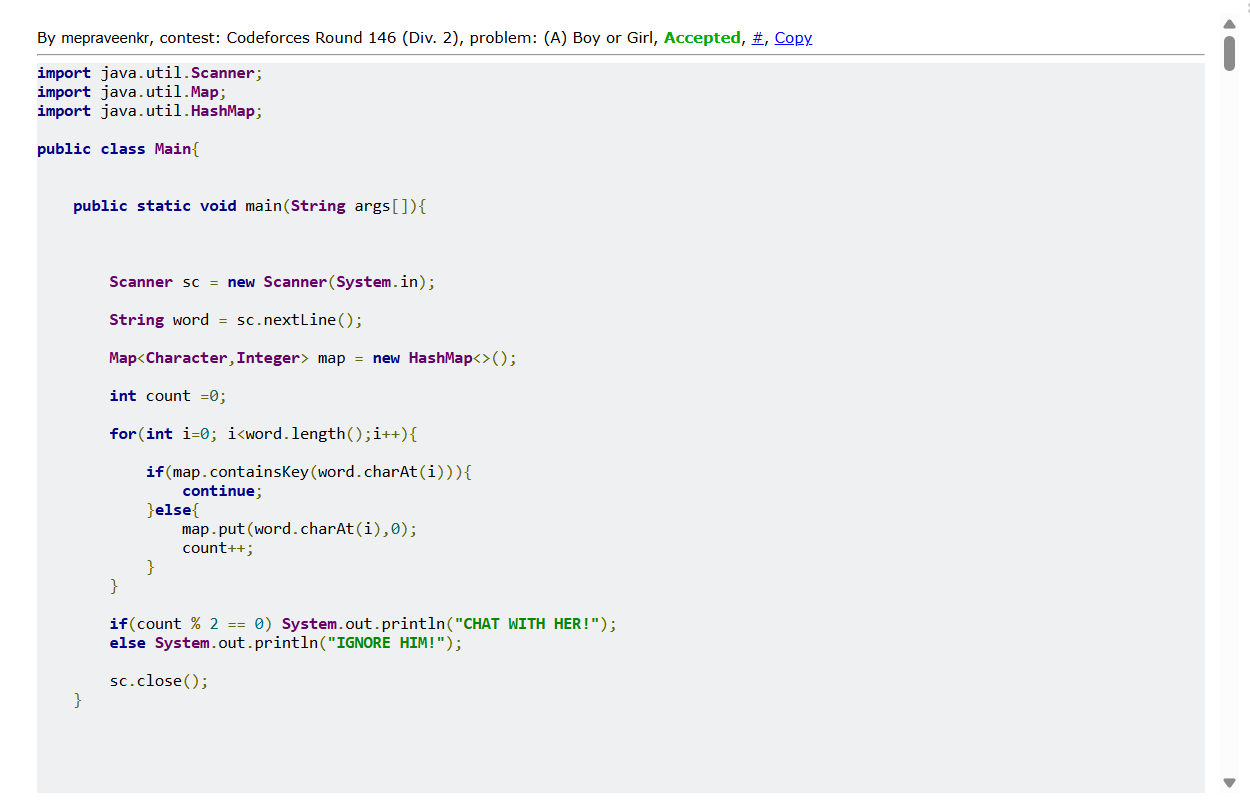 By mepraveenkr, contest: Codeforces Round 146 (Div. 2), problem: (A) Boy or Girl, Accepted, #, Copy
import java.util.Scanner;
import java.util.Map;
import java.util.HashMap;

public class Main{

    public static void main(String args[]){

        Scanner sc = new Scanner(System.in);

        String word = sc.nextLine();

        Map<Character,Integer> map = new HashMap<>();

        int count =0;

        for(int i=0; i<word.length();i++){

            if(map.containsKey(word.charAt(i))){
                continue;
            }else{
                map.put(word.charAt(i),0);
                count++;
            }
        }

        if(count % 2 == 0) System.out.println("CHAT WITH HER!");
        else System.out.println("IGNORE HIM!");

        sc.close();
    }